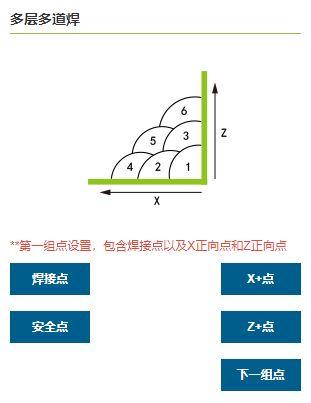 多层多道焊
6
5 3
4 2 1
Z
X
**第一组点设置，包含焊接点以及X正向点和Z正向点
焊接点 X+点
安全点 Z+点
下一组点